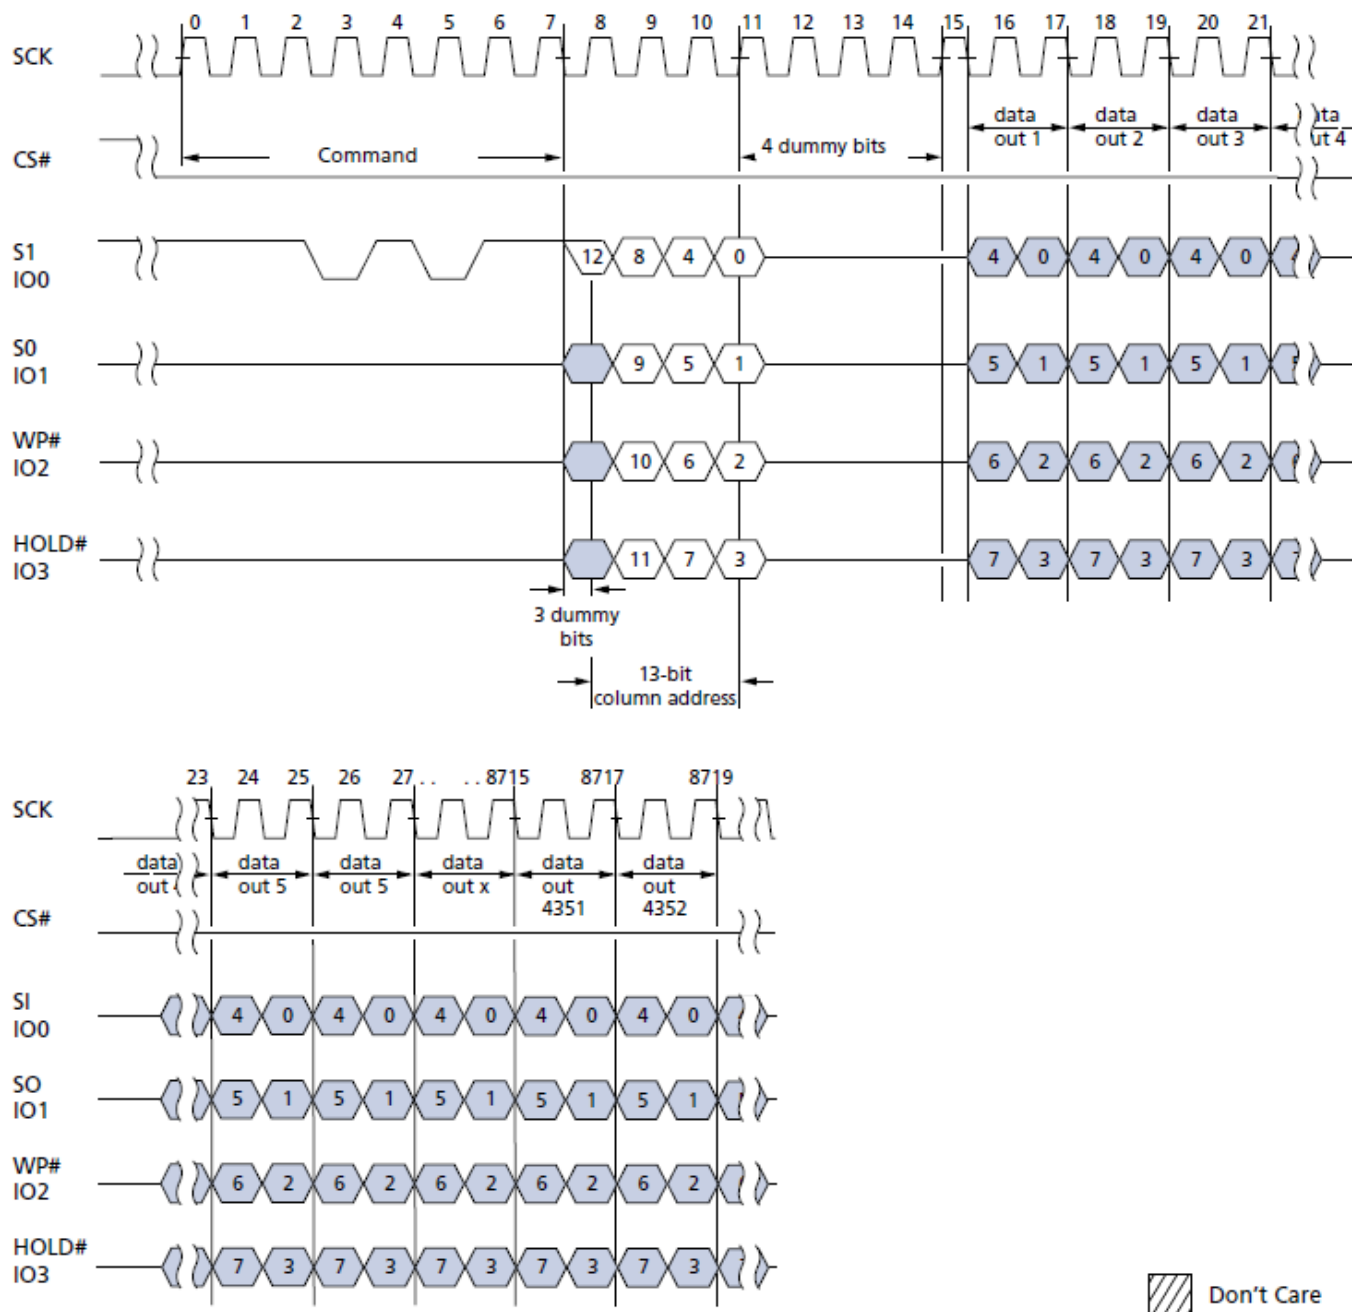 0 1 2 3 4 5 6 7 8 9 10 11 12 13 14 15 16 17 18 19 20 21
SCK
data data data
out 1 out 2 out 3 out 4
Command
4 dummy bits
CS#
S1
IO0
12 8 4 0 4 0 4 0 4 0
S0
IO1
9 5 1 5 1 5 1 5 1
WP#
IO2
10 6 2 6 2 6 2 6 2
HOLD#
IO3
11 7 3 7 3 7 3 7 3
3 dummy
bits
13-bit
column address
23 24 25 26 27 . . . . 8715 8717 8719
SCK
data data data data data data
out out 5 out 5 out x out out
4351 4352
CS#
SI
IO0
4 0 4 0 4 0 4 0 4 0
SO
IO1
5 1 5 1 5 1 5 1 5 1
WP#
IO2
6 2 6 2 6 2 6 2 6 2
HOLD#
IO3
7 3 7 3 7 3 7 3 7 3
Don't Care